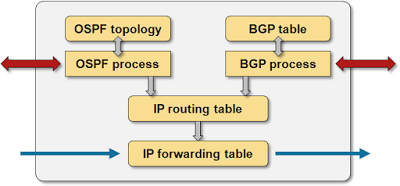 OSPF topology
BGP table
OSPF process
BGP process
IP routing table
IP forwarding table